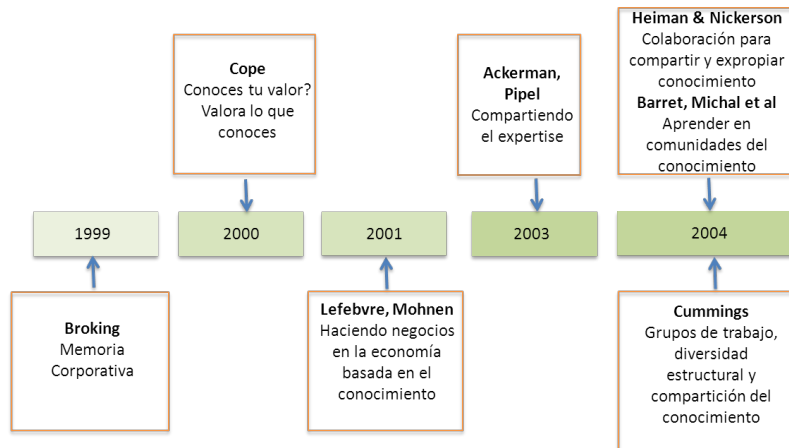 Cope
Conoces tu valor?
Valora lo que
conoces
Ackerman,
Pipel
Compartiendo
el expertise
Heiman & Nickerson
Colaboración para
compartir y expropiar
conocimiento
Barret, Michal et al
Aprender en
comunidades del
conocimiento
1999
2000
2001
2003
2004
Broking
Memoria
Corporativa
Lefebvre, Mohnen
Haciendo negocios
en la economía
basada en el
conocimiento
Cummings
Grupos de trabajo,
diversidad
estructural y
compartición del
conocimiento